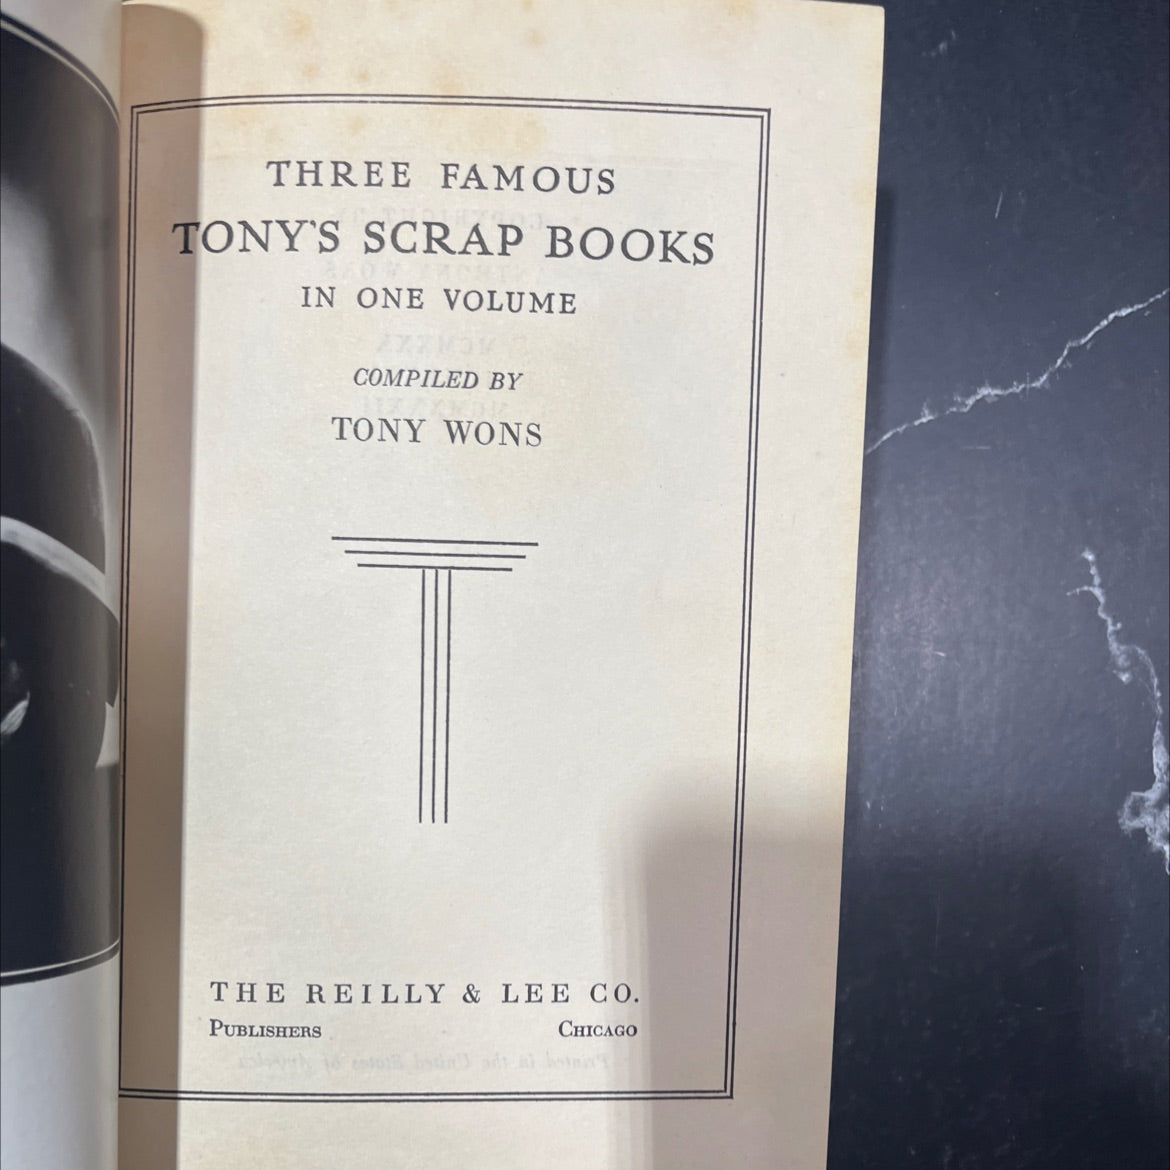 THREE FAMOUS
TONY'S SCRAP BOOKS
IN ONE VOLUME
COMPILED BY
TONY WONS
THE REILLY & LEE CO.
PUBLISHERS CHICAGO